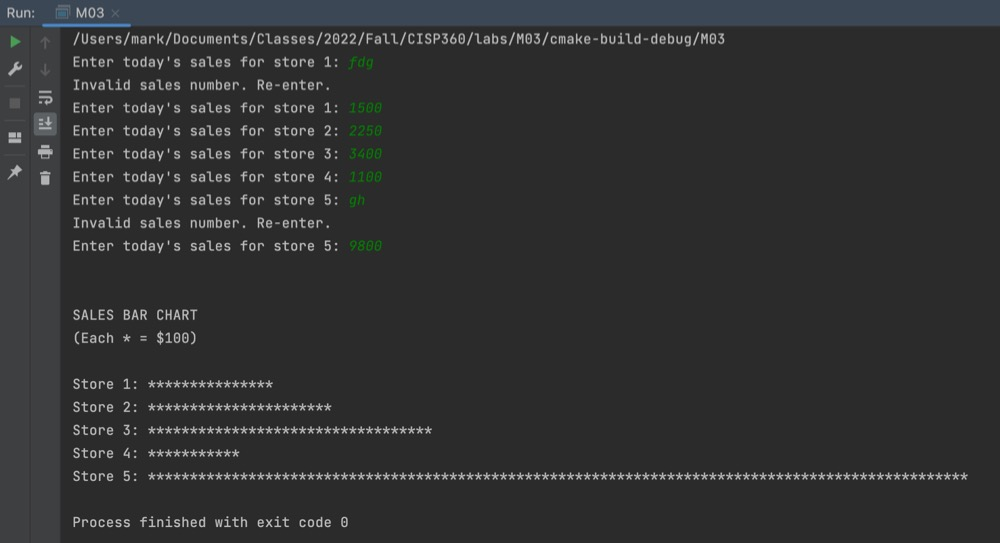 Run: M03
/Users/mark/Documents/Classes/2022/Fall/CISP360/labs/M03/cmake-build-debug/M03
Enter today's sales for store 1: fdg
Invalid sales number. Re-enter.
Enter today's sales for store 1: 1500
Enter today's sales for store 2: 2250
Enter today's sales for store 3: 3400
Enter today's sales for store 4: 1100
Enter today's sales for store 5: gh
Invalid sales number. Re-enter.
Enter today's sales for store 5: 9800
SALES BAR CHART
(Each * = $100)
Store 1: ***************
Store 2: **********************
Store 3: **********************************
Store 4: ***********
Store 5: **************************************************************************************************
Process finished with exit code 0